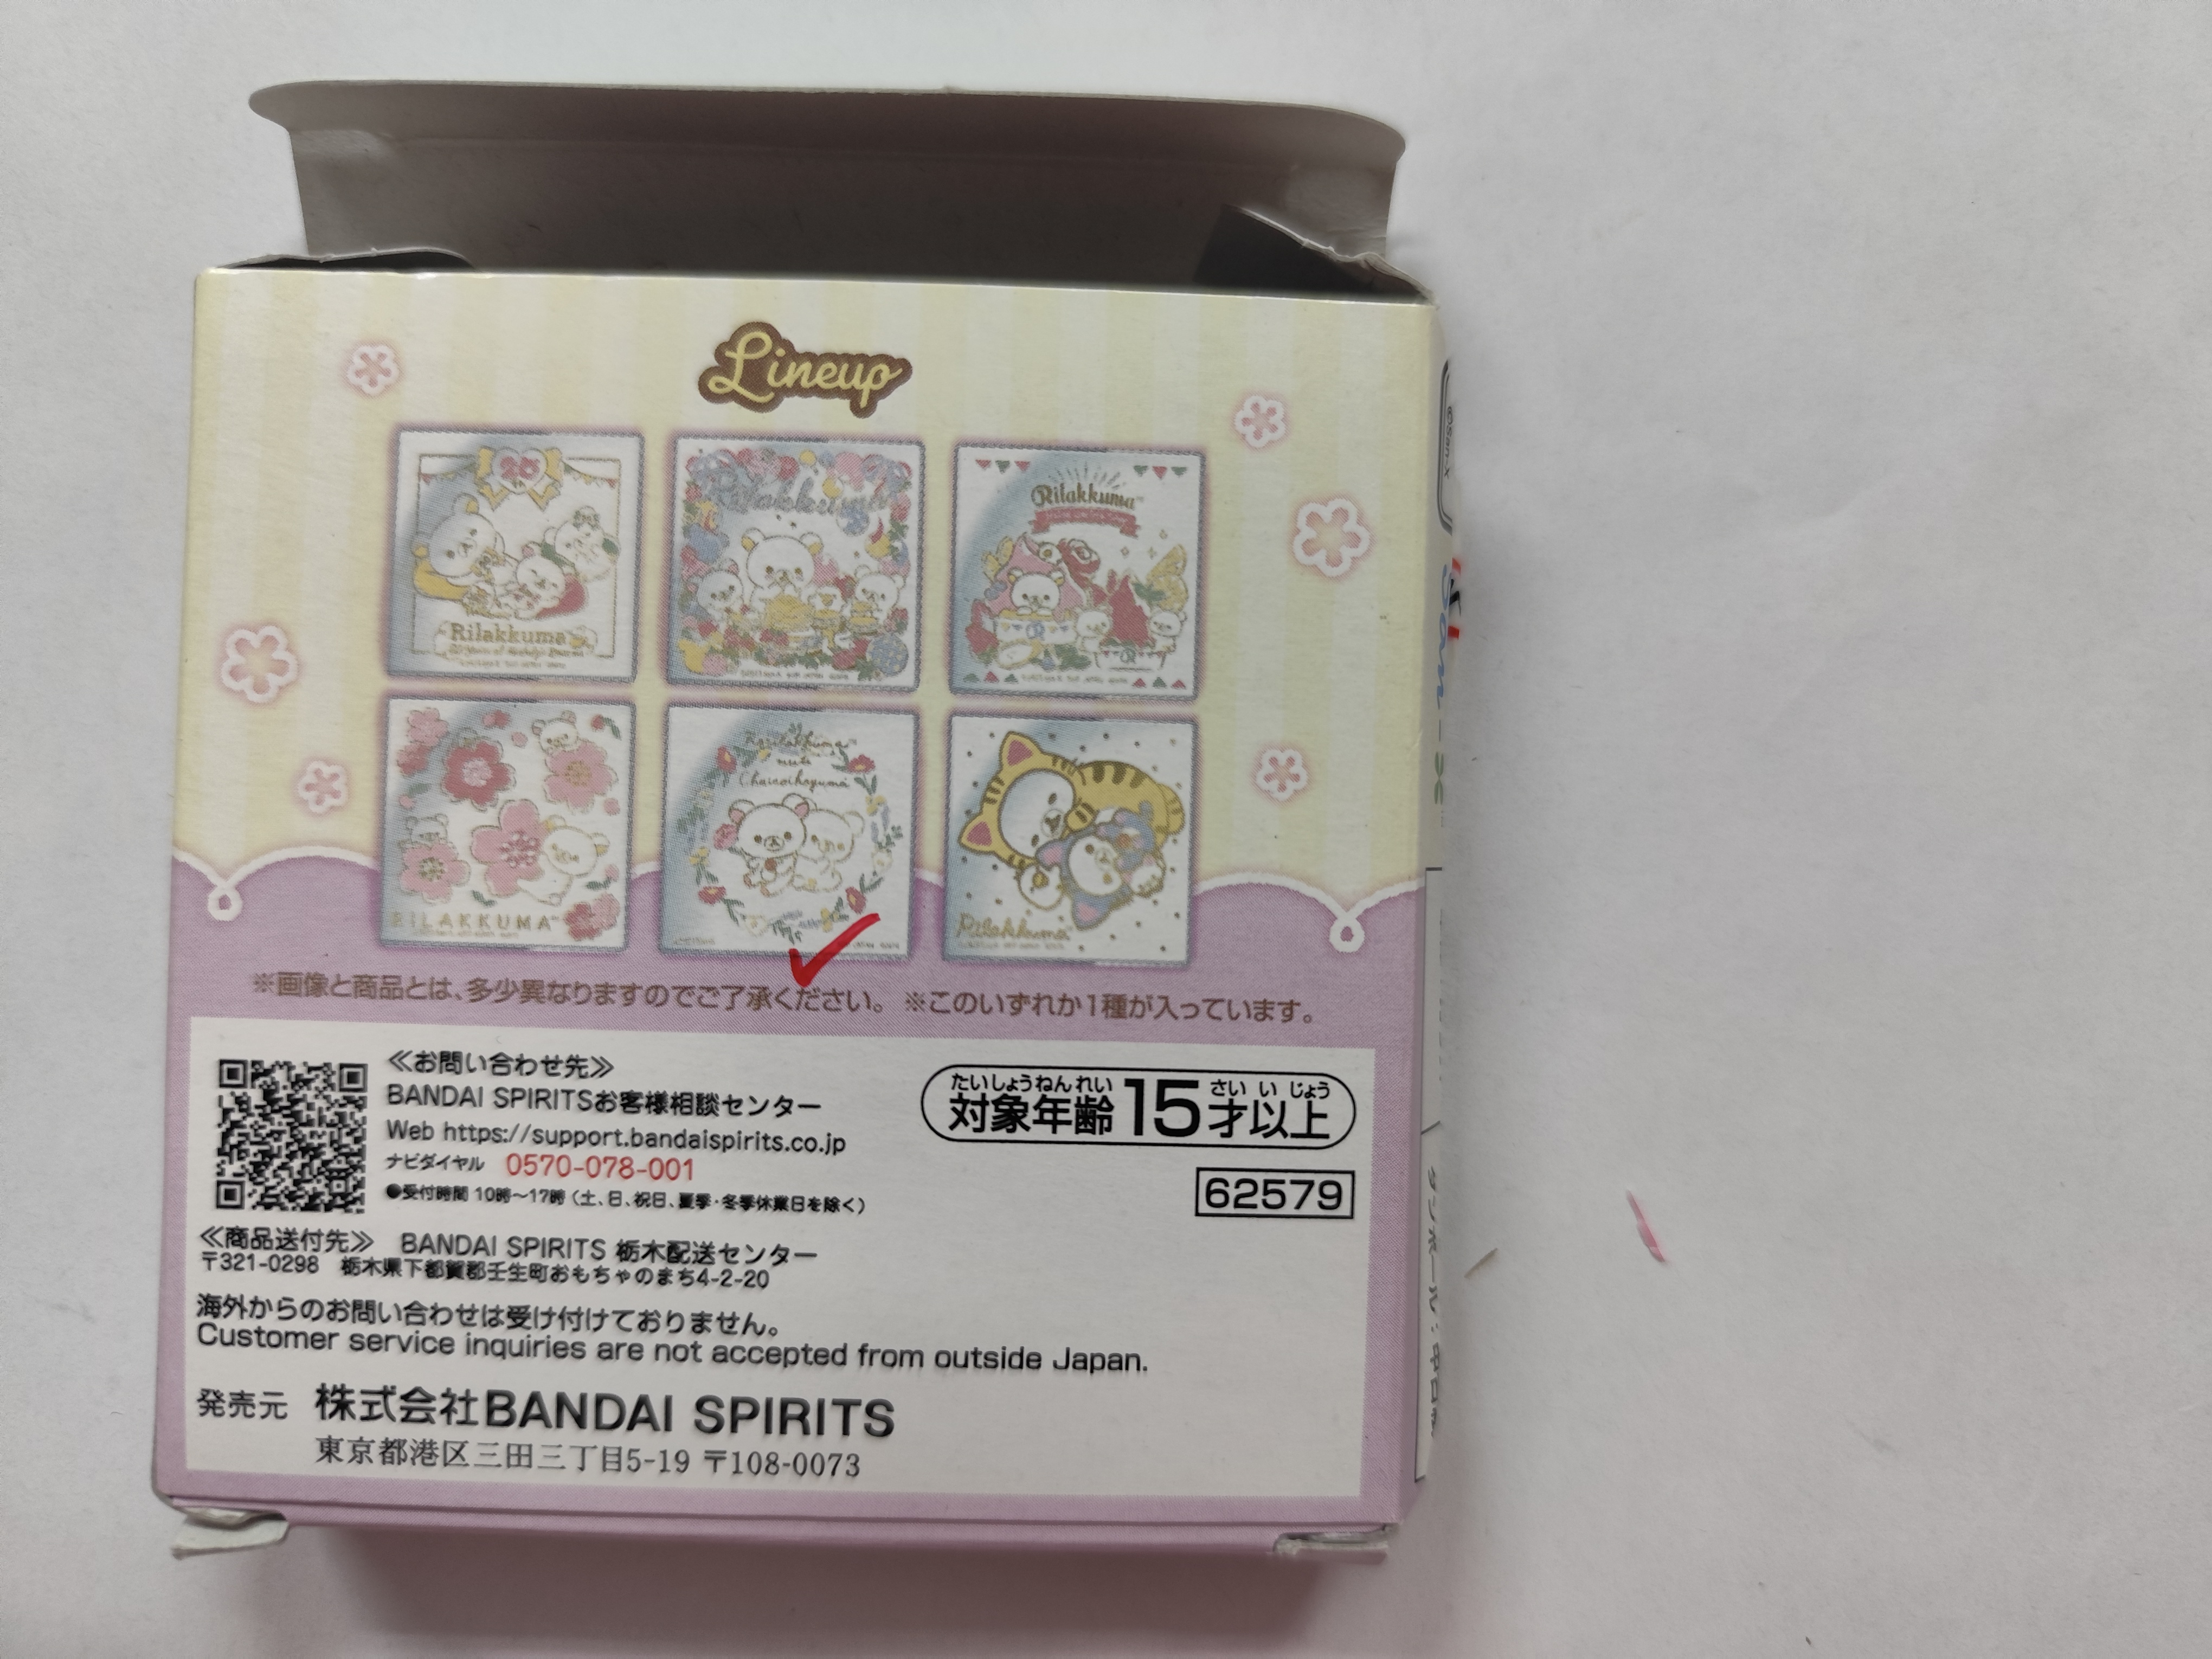 Lineup
20
Rilakkuma
Rilakkuma
Rilakkuma
RILAKKUMA
Korilakkuma
meets
Chairoikoguma
Rilakkuma
※画像と商品とは、多少異なりますのでご了承ください。 ※このいずれか1種が入っています。
≪お問い合わせ先≫
BANDAI SPIRITSお客様相談センター
Web https://support.bandaispirits.co.jp
ナビダイヤル 0570-078-001
●受付時間 10時～17時（土、日、祝日、夏季・冬季休業日を除く）
たいしょうねんれい さいいじょう
対象年齢15才以上
62579
≪商品送付先≫ BANDAI SPIRITS 栃木配送センター
〒321-0298 栃木県下都賀郡壬生町おもちゃのまち4-2-20
海外からのお問い合わせは受け付けておりません。
Customer service inquiries are not accepted from outside Japan.
発売元 株式会社BANDAI SPIRITS
東京都港区三田三丁目5-19 〒108-0073
©San-X
San-x